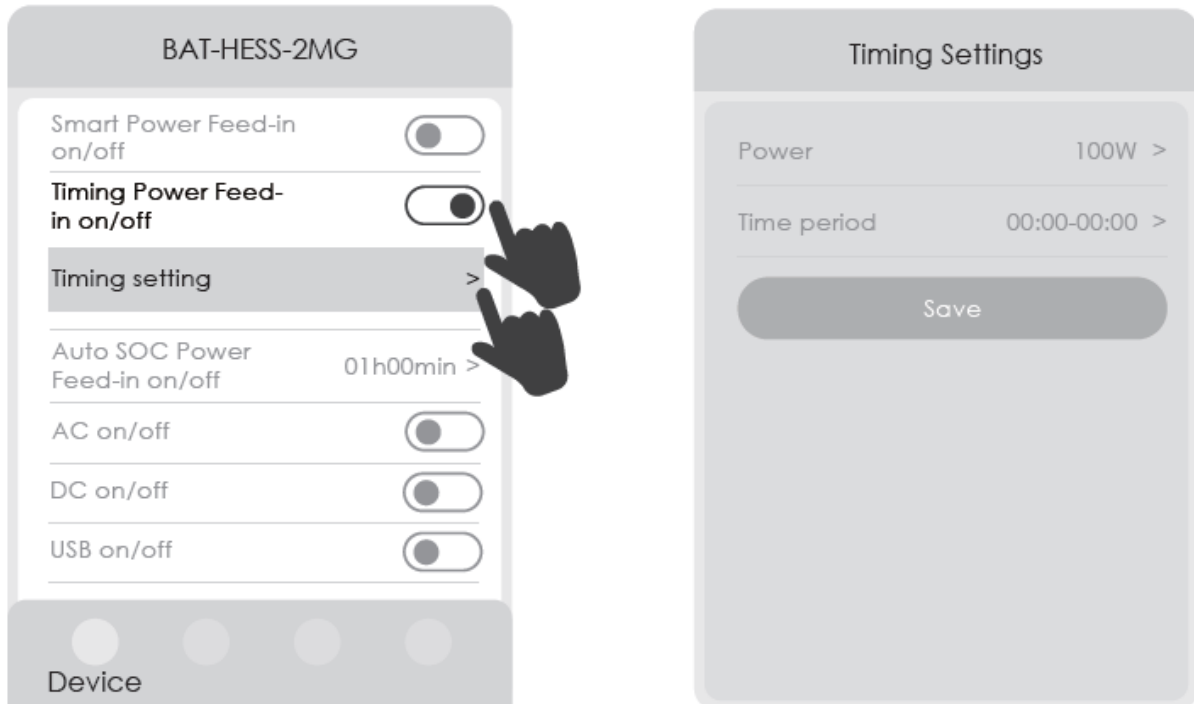 BAT-HESS-2MG
Smart Power Feed-in
on/off
Timing Power Feed-
in on/off
Timing setting >
Auto SOC Power
Feed-in on/off 01h00min >
AC on/off
DC on/off
USB on/off
Device
Timing Settings
Power 100W >
Time period 00:00-00:00 >
Save